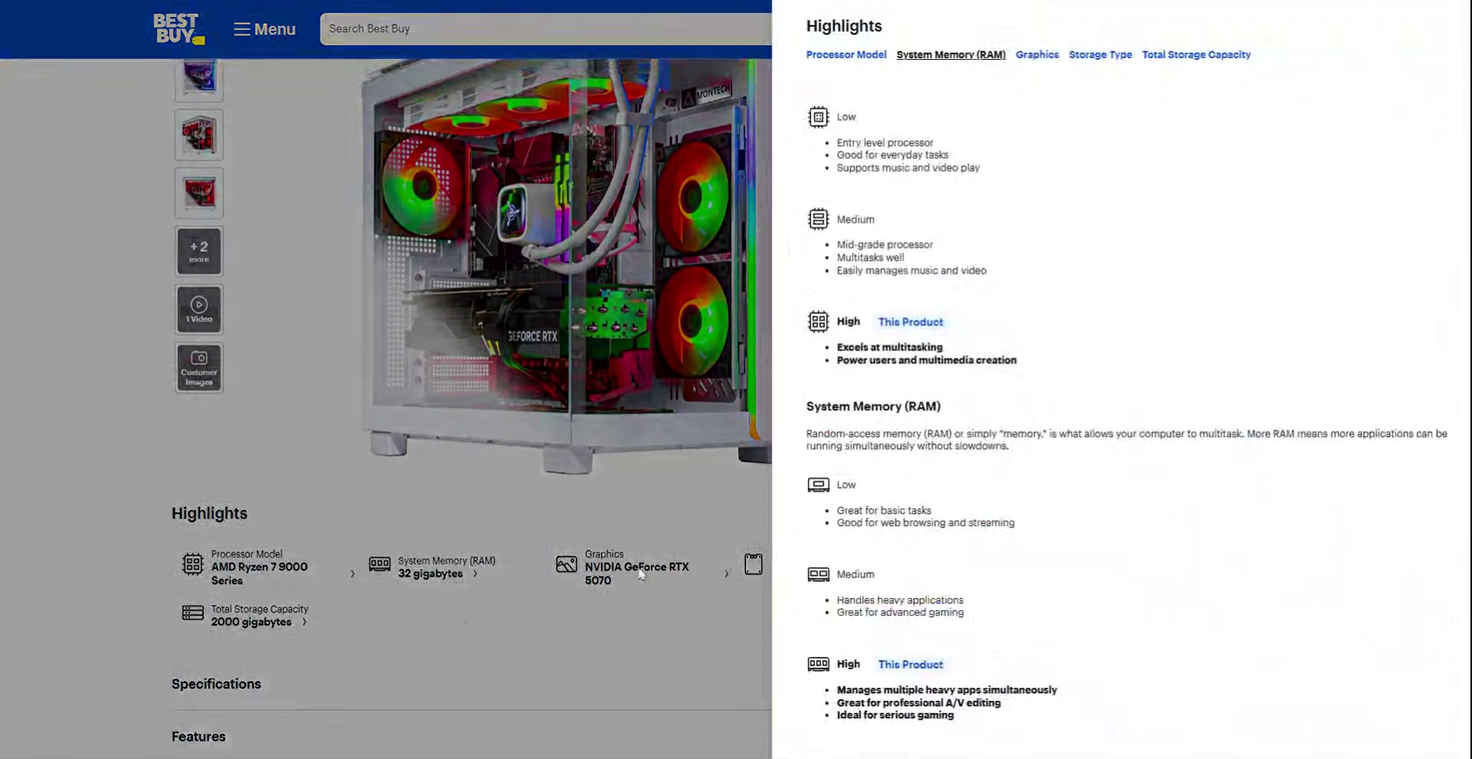 BEST
BUY
Menu
Search Best Buy
MONTECH
GEFORCE RTX
+2
more
1 Video
Customer
Images
Highlights
Processor Model
AMD Ryzen 7 9000
Series
System Memory (RAM)
32 gigabytes
Graphics
NVIDIA GeForce RTX
5070
Total Storage Capacity
2000 gigabytes
Specifications
Features
Highlights
Processor Model System Memory (RAM) Graphics Storage Type Total Storage Capacity
Low
• Entry level processor
• Good for everyday tasks
• Supports music and video play
Medium
• Mid-grade processor
• Multitasks well
• Easily manages music and video
High This Product
• Excels at multitasking
• Power users and multimedia creation
System Memory (RAM)
Random-access memory (RAM) or simply "memory," is what allows your computer to multitask. More RAM means more applications can be
running simultaneously without slowdowns.
Low
• Great for basic tasks
• Good for web browsing and streaming
Medium
• Handles heavy applications
• Great for advanced gaming
High This Product
• Manages multiple heavy apps simultaneously
• Great for professional A/V editing
• Ideal for serious gaming